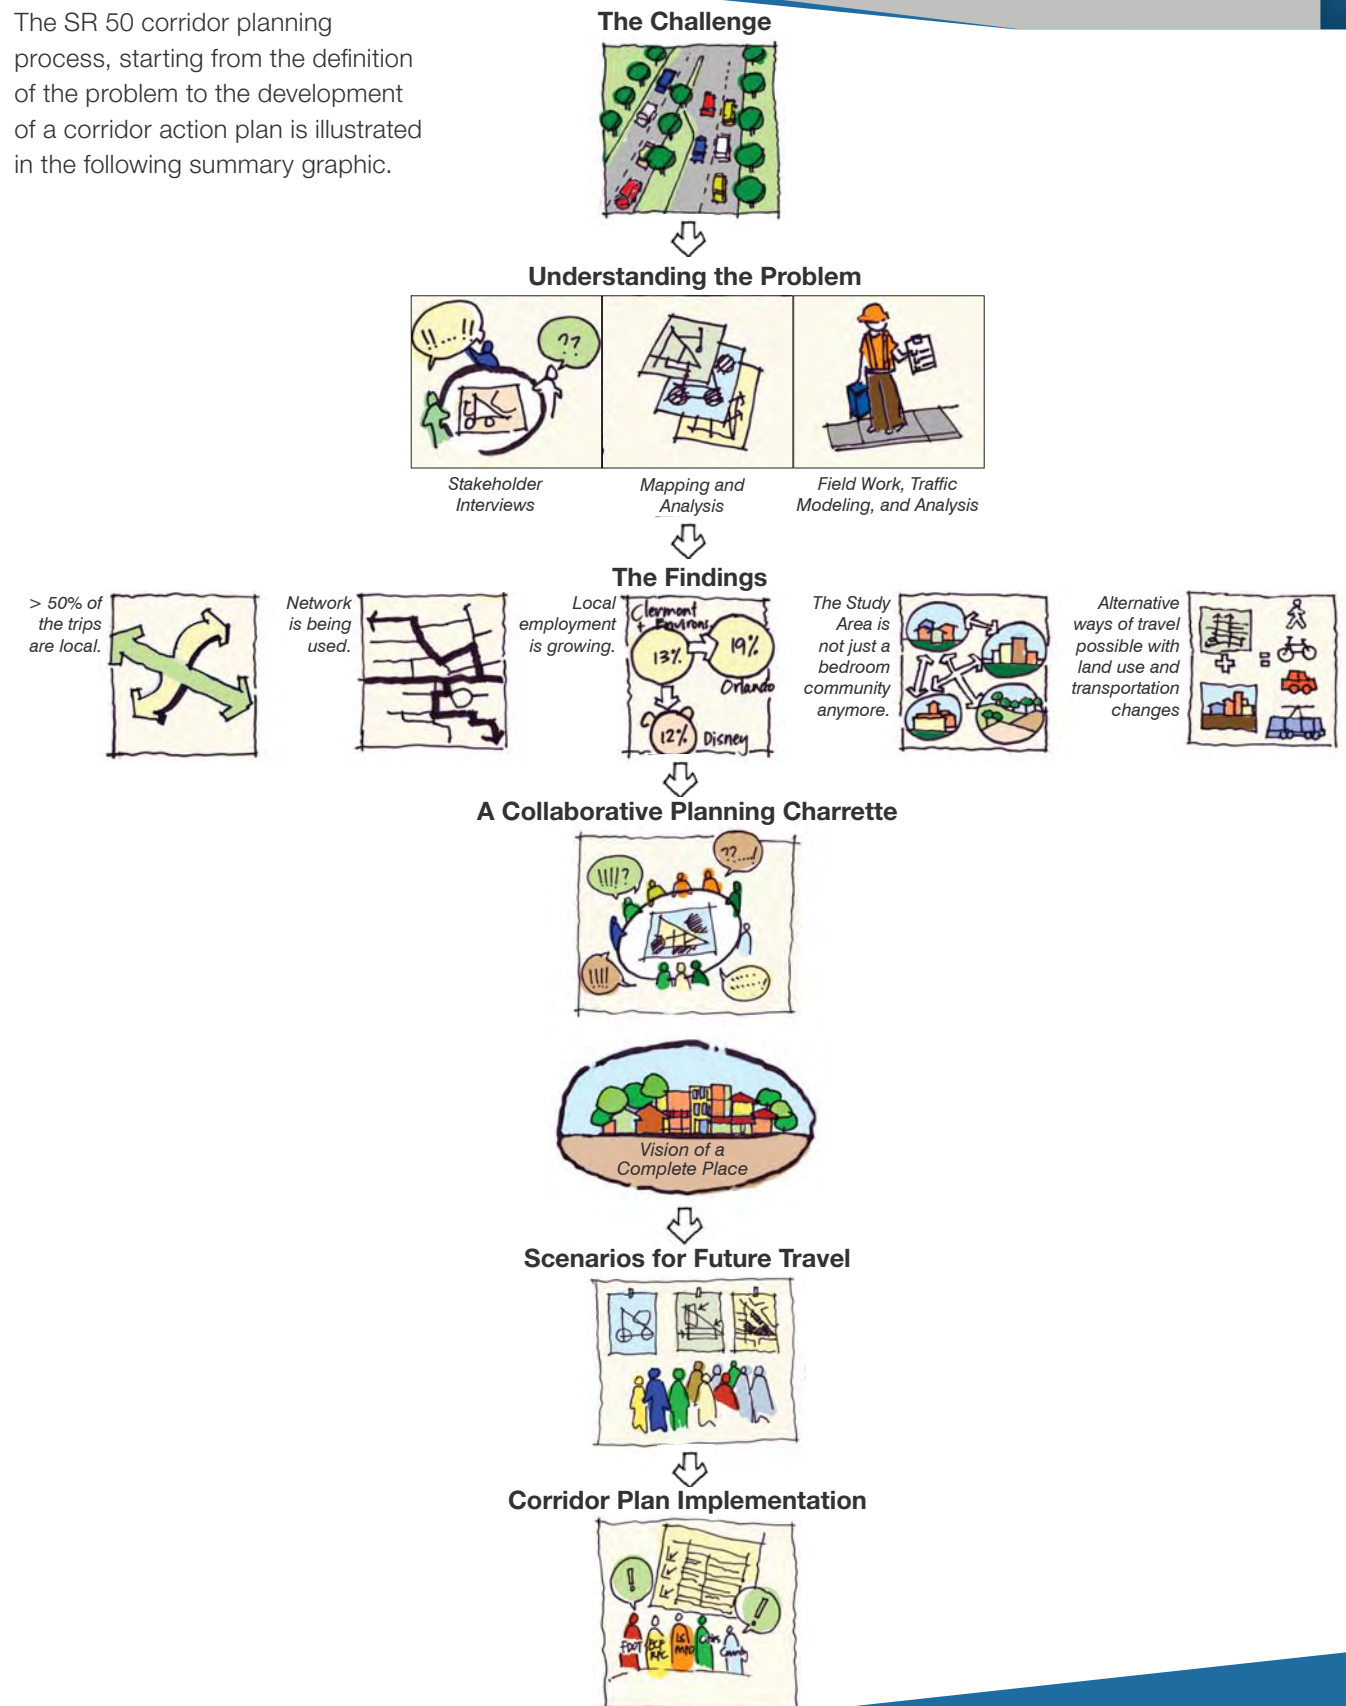 The SR 50 corridor planning
process, starting from the definition
of the problem to the development
of a corridor action plan is illustrated
in the following summary graphic.
The Challenge
Understanding the Problem
!!....!!
??
Stakeholder
Interviews
Mapping and
Analysis
Field Work, Traffic
Modeling, and Analysis
The Findings
> 50% of
the trips
are local.
Network
is being
used.
Local
employment
is growing.
Clermont
+ Environs
13%
19%
Orlando
12%
Disney
The Study
Area is
not just a
bedroom
community
anymore.
Alternative
ways of travel
possible with
land use and
transportation
changes
A Collaborative Planning Charrette
!!!!?
??....!
!!!!
Vision of a
Complete Place
Scenarios for Future Travel
Corridor Plan Implementation
!
!
FDOT
ECF
RPC
LS
MPO
Cities
County